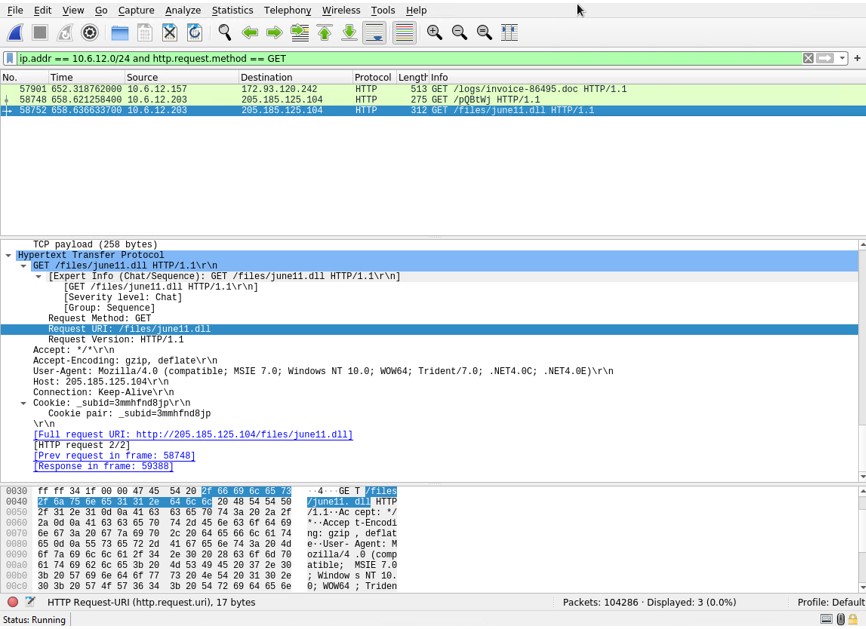 File Edit View Go Capture Analyze Statistics Telephony Wireless Tools Help
ip.addr == 10.6.12.0/24 and http.request.method == GET
No. Time Source Destination Protocol Length Info
57901 652.318762000 10.6.12.157 172.93.120.242 HTTP 513 GET /logs/invoice-86495.doc HTTP/1.1
58748 658.621258400 10.6.12.203 205.185.125.104 HTTP 275 GET /pQBtWj HTTP/1.1
58752 658.636633700 10.6.12.203 205.185.125.104 HTTP 312 GET /files/june11.dll HTTP/1.1
TCP payload (258 bytes)
Hypertext Transfer Protocol
GET /files/june11.dll HTTP/1.1\r\n
[Expert Info (Chat/Sequence): GET /files/june11.dll HTTP/1.1\r\n]
[GET /files/june11.dll HTTP/1.1\r\n]
[Severity level: Chat]
[Group: Sequence]
Request Method: GET
Request URI: /files/june11.dll
Request Version: HTTP/1.1
Accept: */*\r\n
Accept-Encoding: gzip, deflate\r\n
User-Agent: Mozilla/4.0 (compatible; MSIE 7.0; Windows NT 10.0; WOW64; Trident/7.0; .NET4.0C; .NET4.0E)\r\n
Host: 205.185.125.104\r\n
Connection: Keep-Alive\r\n
Cookie: _subid=3mmhfnd8jp\r\n
Cookie pair: _subid=3mmhfnd8jp
\r\n
[Full request URI: http://205.185.125.104/files/june11.dll]
[HTTP request 2/2]
[Prev request in frame: 58748]
[Response in frame: 59388]
0030 ff ff 34 1f 00 00 47 45 54 20 2f 66 69 6c 65 73 ··4···GE T /files
0040 2f 6a 75 6e 65 31 31 2e 64 6c 6c 20 48 54 54 50 /june11. dll HTTP
0050 2f 31 2e 31 0d 0a 41 63 63 65 70 74 3a 20 2a 2f /1.1··Ac cept: */
0060 2a 0d 0a 41 63 63 65 70 74 2d 45 6e 63 6f 64 69 *··Accep t-Encodi
0070 6e 67 3a 20 67 7a 69 70 2c 20 64 65 66 6c 61 74 ng: gzip , deflat
0080 65 0d 0a 55 73 65 72 2d 41 67 65 6e 74 3a 20 4d e··User- Agent: M
0090 6f 7a 69 6c 6c 61 2f 34 2e 30 20 28 63 6f 6d 70 ozilla/4 .0 (comp
00a0 61 74 69 62 6c 65 3b 20 4d 53 49 45 20 37 2e 30 atible;  MSIE 7.0
00b0 3b 20 57 69 6e 64 6f 77 73 20 4e 54 20 31 30 2e ; Window s NT 10.
00c0 30 3b 20 57 4f 57 36 34 3b 20 54 72 69 64 65 6e 0; WOW64 ; Triden
HTTP Request-URI (http.request.uri), 17 bytes Packets: 104286 · Displayed: 3 (0.0%) Profile: Default
Status: Running